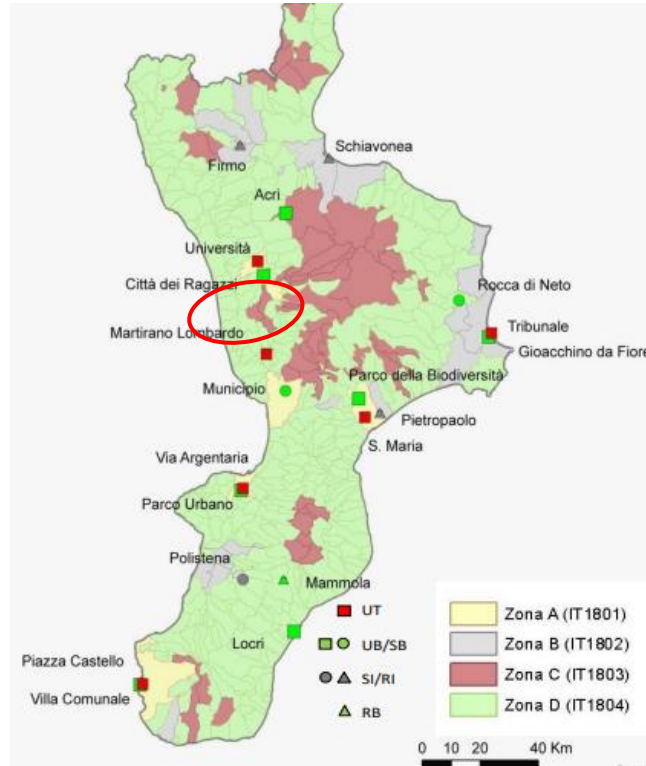 Schiavonea
Firmo
Acri
Università
Città dei Ragazzi
Rocca di Neto
Martirano Lombardo
Tribunale
Gioacchino da Fiore
Municipio
Parco della Biodiversità
Pietropaolo
S. Maria
Via Argentaria
Parco Urbano
Polistena
Mammola
Locri
Piazza Castello
Villa Comunale
UT
UB/SB
SI/RI
RB
Zona A (IT1801)
Zona B (IT1802)
Zona C (IT1803)
Zona D (IT1804)
0 10 20 40 Km